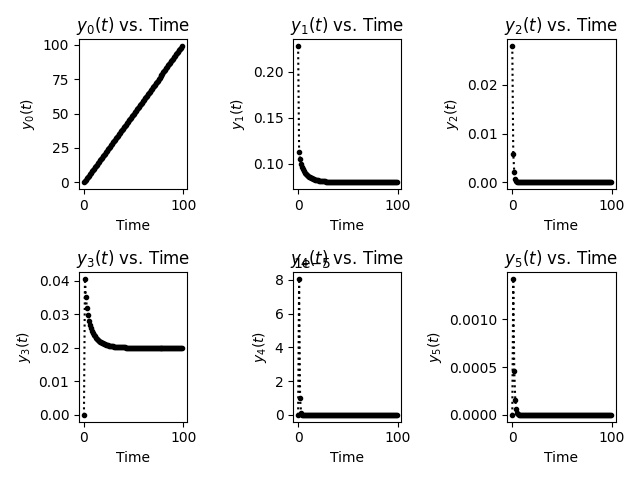 y₀(t) vs. Time
y₁(t) vs. Time
y₂(t) vs. Time
100
75
50
25
0
y₀(t)
0 100
Time
0.20
0.15
0.10
y₁(t)
0 100
Time
0.02
0.01
0.00
y₂(t)
0 100
Time
y₃(t) vs. Time
y₄(t) vs. Time
1e−5
y₅(t) vs. Time
0.04
0.03
0.02
0.01
0.00
y₃(t)
0 100
Time
8
6
4
2
0
y₄(t)
0 100
Time
0.0010
0.0005
0.0000
y₅(t)
0 100
Time